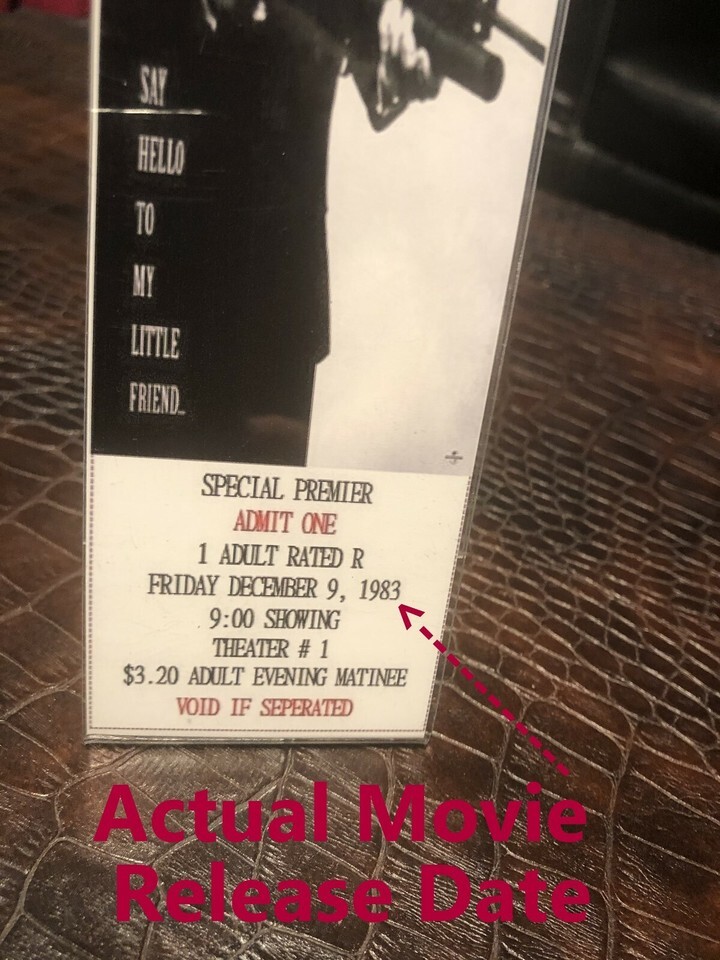 SAY
HELLO
TO
MY
LITTLE
FRIEND...
SPECIAL PREMIER
ADMIT ONE
1 ADULT RATED R
FRIDAY DECEMBER 9, 1983
9:00 SHOWING
THEATER # 1
$3.20 ADULT EVENING MATINEE
VOID IF SEPERATED
Actual Movie
Release Date